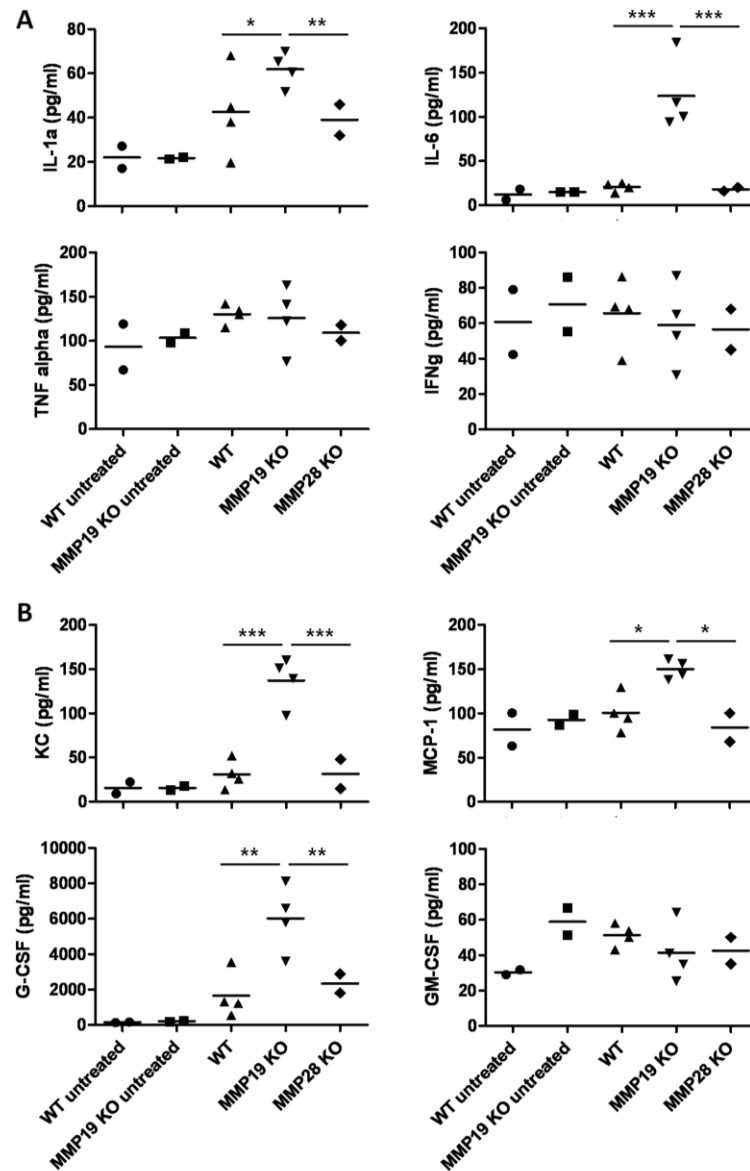 A
IL-1a (pg/ml)
80
60
40
20
0
*
**
IL-6 (pg/ml)
200
150
100
50
0
***
***
TNF alpha (pg/ml)
200
150
100
50
0
IFNg (pg/ml)
100
80
60
40
20
0
WT untreated
MMP19 KO untreated
WT
MMP19 KO
MMP28 KO
WT untreated
MMP19 KO untreated
WT
MMP19 KO
MMP28 KO
B
KC (pg/ml)
200
150
100
50
0
***
***
MCP-1 (pg/ml)
200
150
100
50
0
*
*
G-CSF (pg/ml)
10000
8000
6000
4000
2000
0
**
**
GM-CSF (pg/ml)
100
80
60
40
20
0
WT untreated
MMP19 KO untreated
WT
MMP19 KO
MMP28 KO
WT untreated
MMP19 KO untreated
WT
MMP19 KO
MMP28 KO